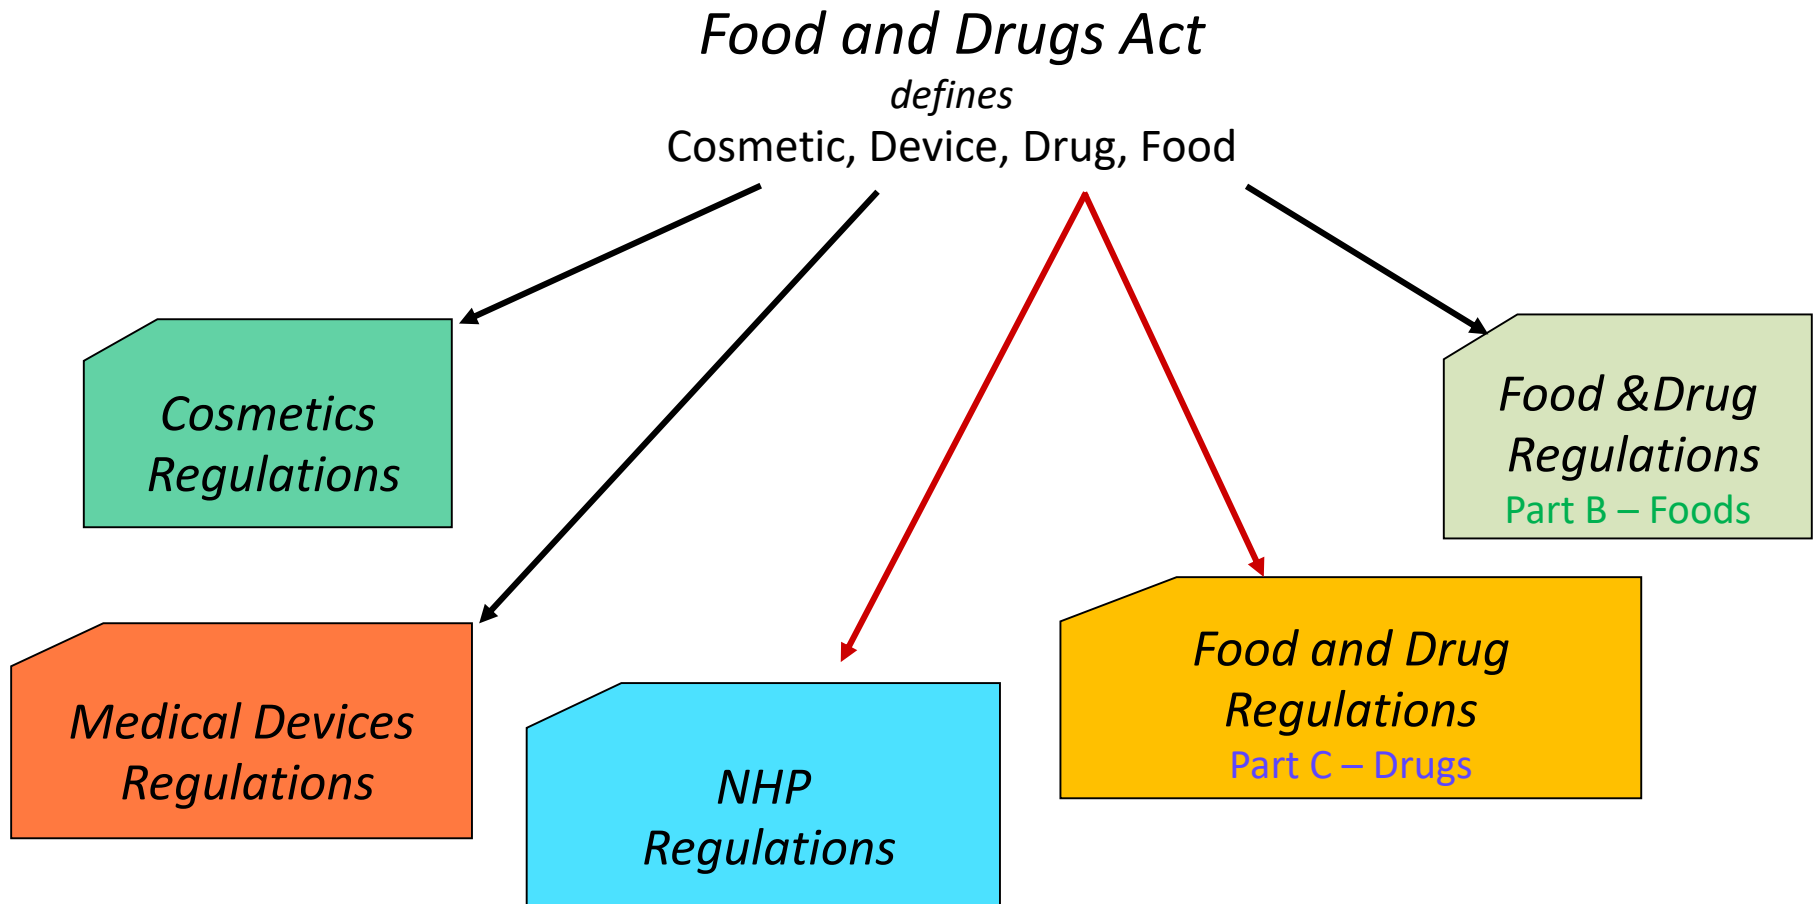 Food and Drugs Act
defines
Cosmetic, Device, Drug, Food
Cosmetics
Regulations
Medical Devices
Regulations
NHP
Regulations
Food and Drug
Regulations
Part C – Drugs
Food &Drug
Regulations
Part B – Foods